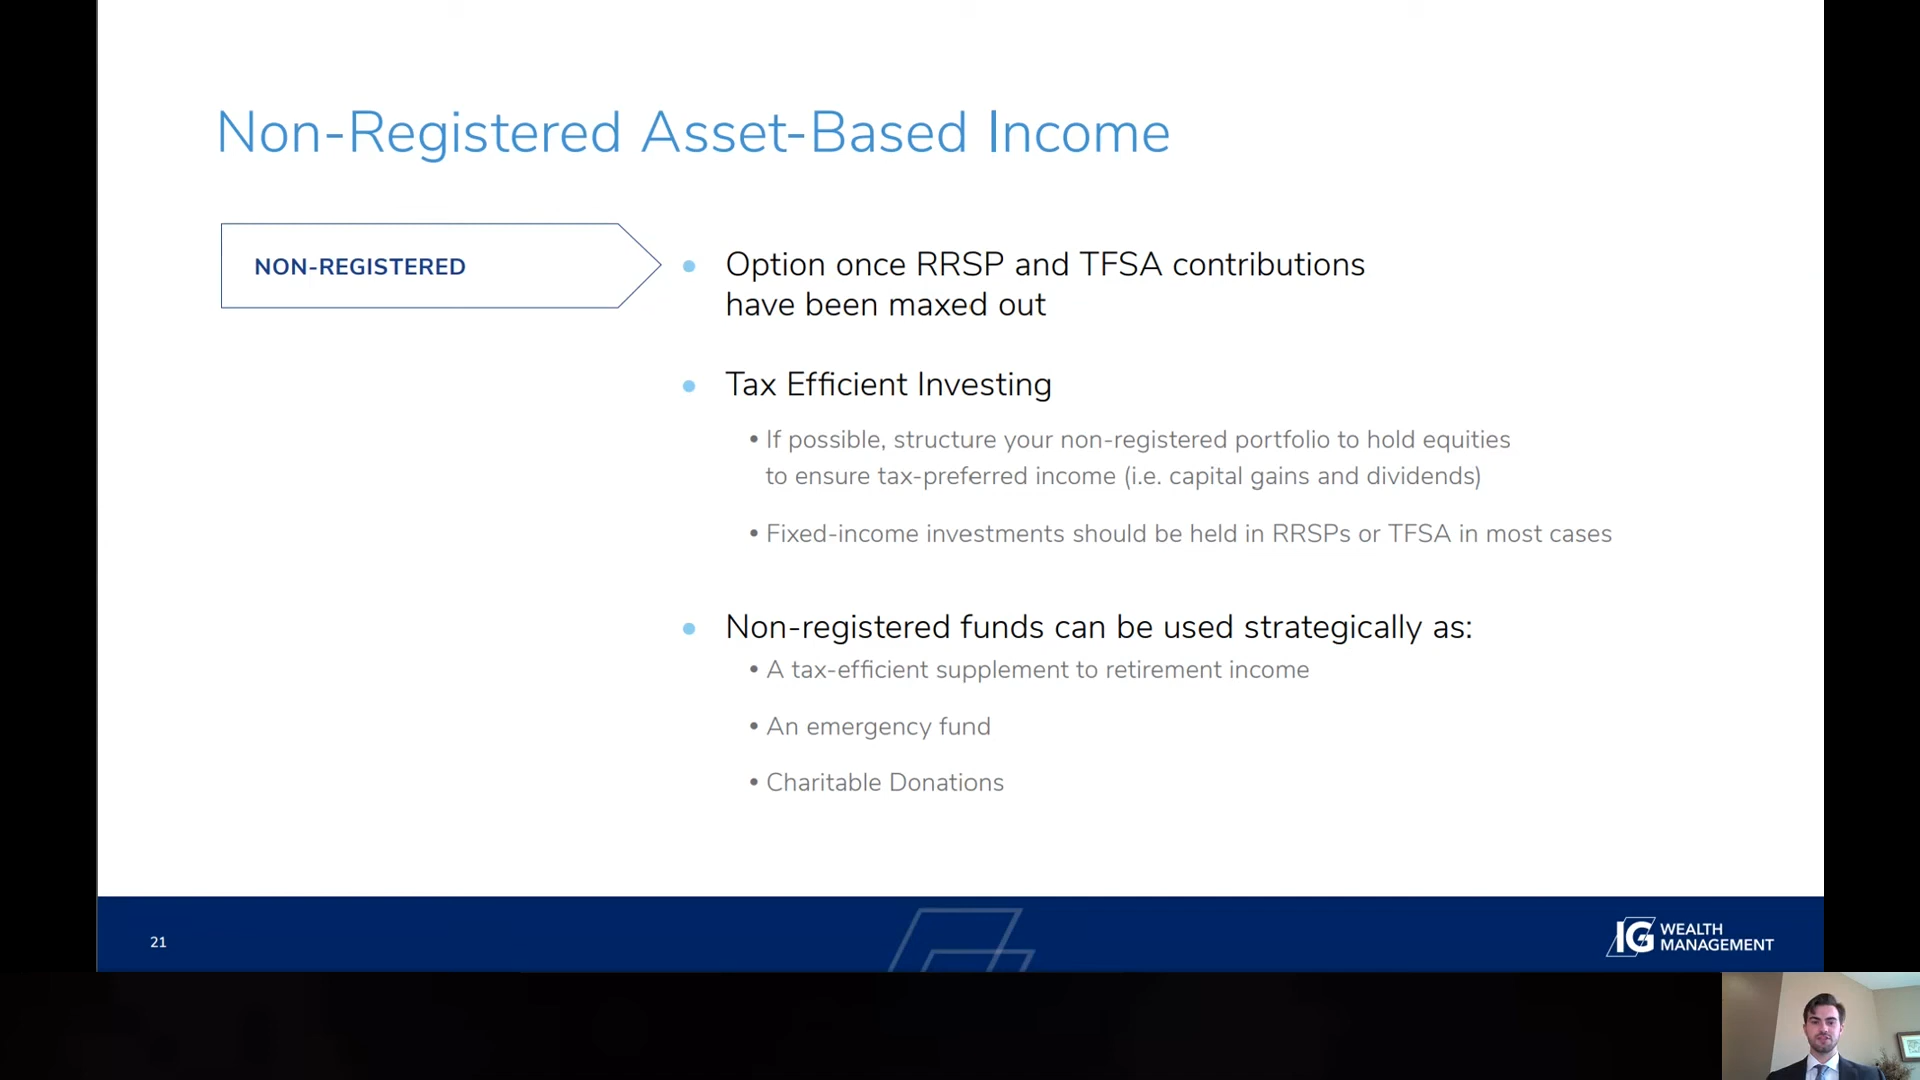 Non-Registered Asset-Based Income
NON-REGISTERED
• Option once RRSP and TFSA contributions
have been maxed out
• Tax Efficient Investing
• If possible, structure your non-registered portfolio to hold equities
to ensure tax-preferred income (i.e. capital gains and dividends)
• Fixed-income investments should be held in RRSPs or TFSA in most cases
• Non-registered funds can be used strategically as:
• A tax-efficient supplement to retirement income
• An emergency fund
• Charitable Donations
21
IG WEALTH
MANAGEMENT